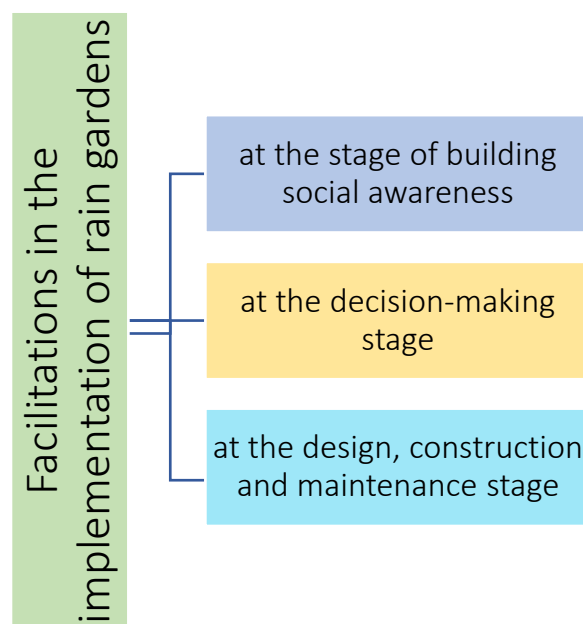 Facilitations in the
implementation of rain gardens
at the stage of building
social awareness
at the decision-making
stage
at the design, construction
and maintenance stage